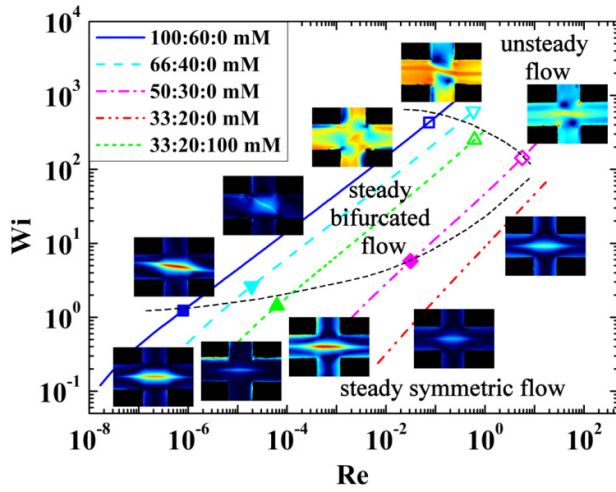 10^4
10^3
10^2
10^1
10^0
10^-1
Wi
100:60:0 mM
66:40:0 mM
50:30:0 mM
33:20:0 mM
33:20:100 mM
unsteady
flow
steady
bifurcated
flow
steady symmetric flow
10^-8
10^-6
10^-4
10^-2
10^0
10^2
Re